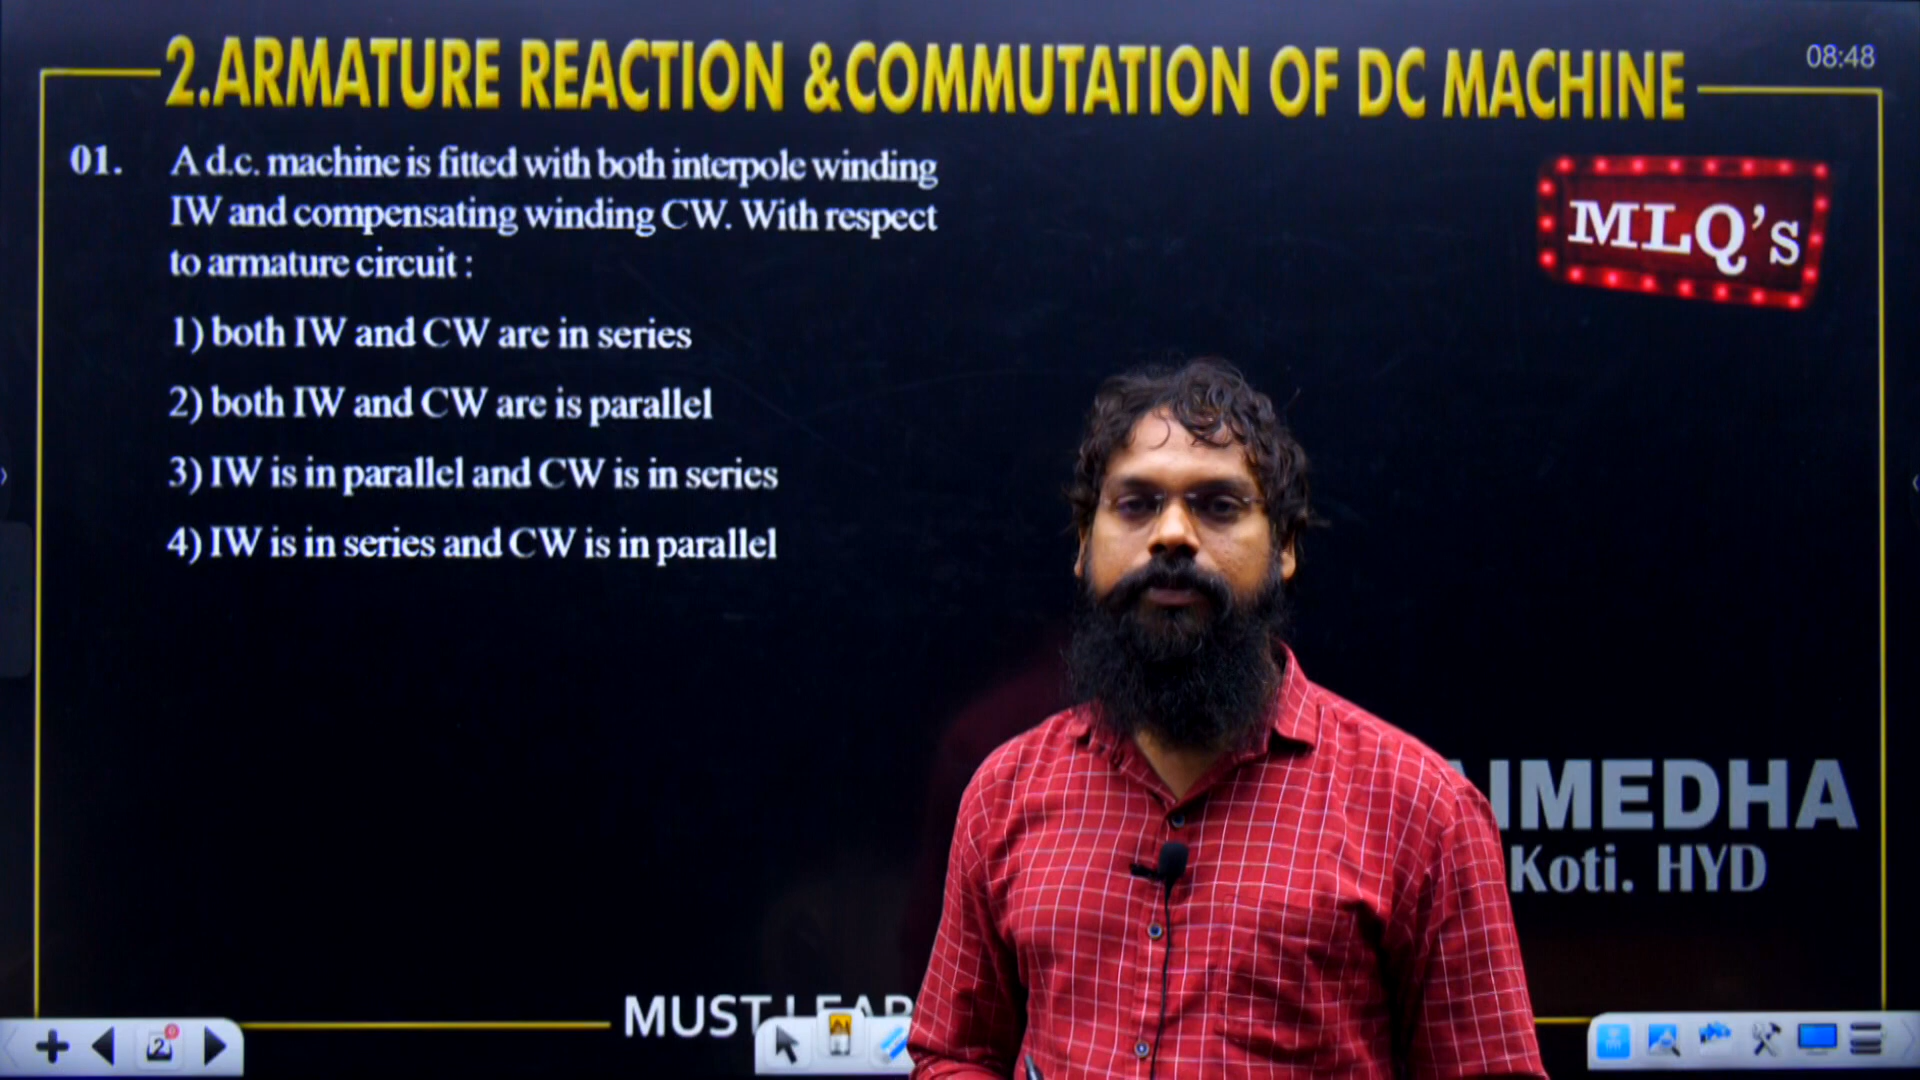 2.ARMATURE REACTION &COMMUTATION OF DC MACHINE
08:48
01. A d.c. machine is fitted with both interpole winding
IW and compensating winding CW. With respect
to armature circuit :
1) both IW and CW are in series
2) both IW and CW are is parallel
3) IW is in parallel and CW is in series
4) IW is in series and CW is in parallel
MLQ's
IMEDHA
Koti. HYD
MUST
2